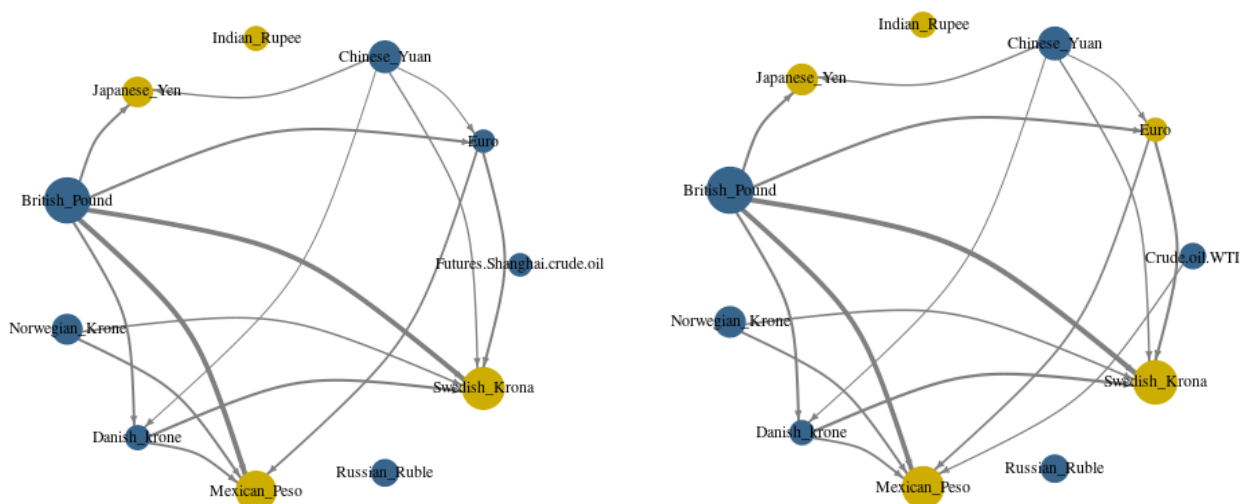 Indian_Rupee
Chinese_Yuan
Japanese_Yen
Euro
British_Pound
Futures.Shanghai.crude.oil
Norwegian_Krone
Swedish_Krona
Danish_krone
Russian_Ruble
Mexican_Peso
Indian_Rupee
Chinese_Yuan
Japanese_Yen
Euro
British_Pound
Crude.oil.WTI
Norwegian_Krone
Swedish_Krona
Danish_krone
Russian_Ruble
Mexican_Peso